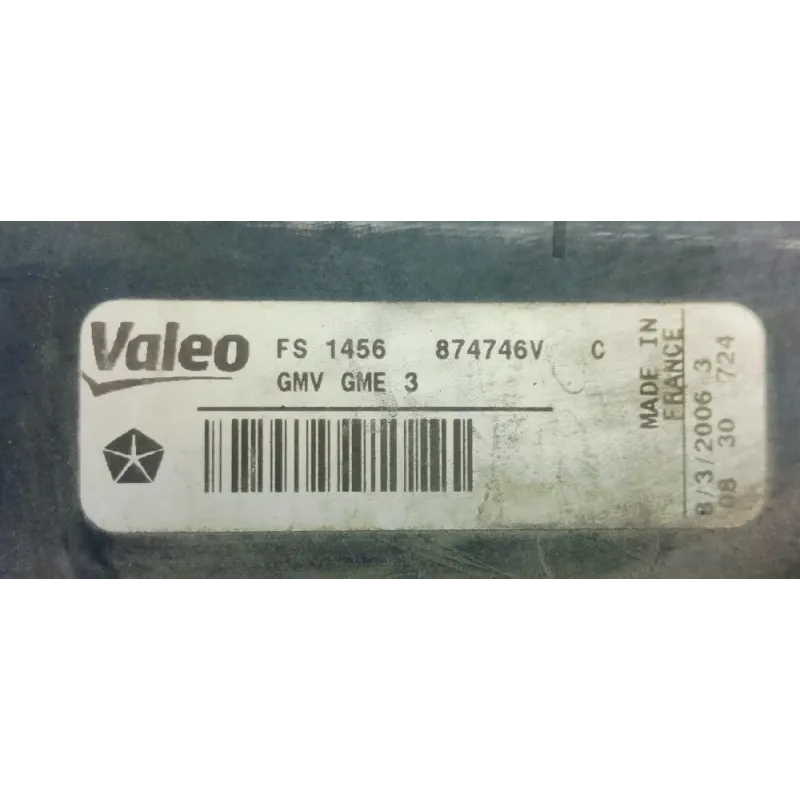 Valeo
FS 1456 874746V C
GMV GME 3
MADE IN
FRANCE
8/3/2006 3
08 30 724